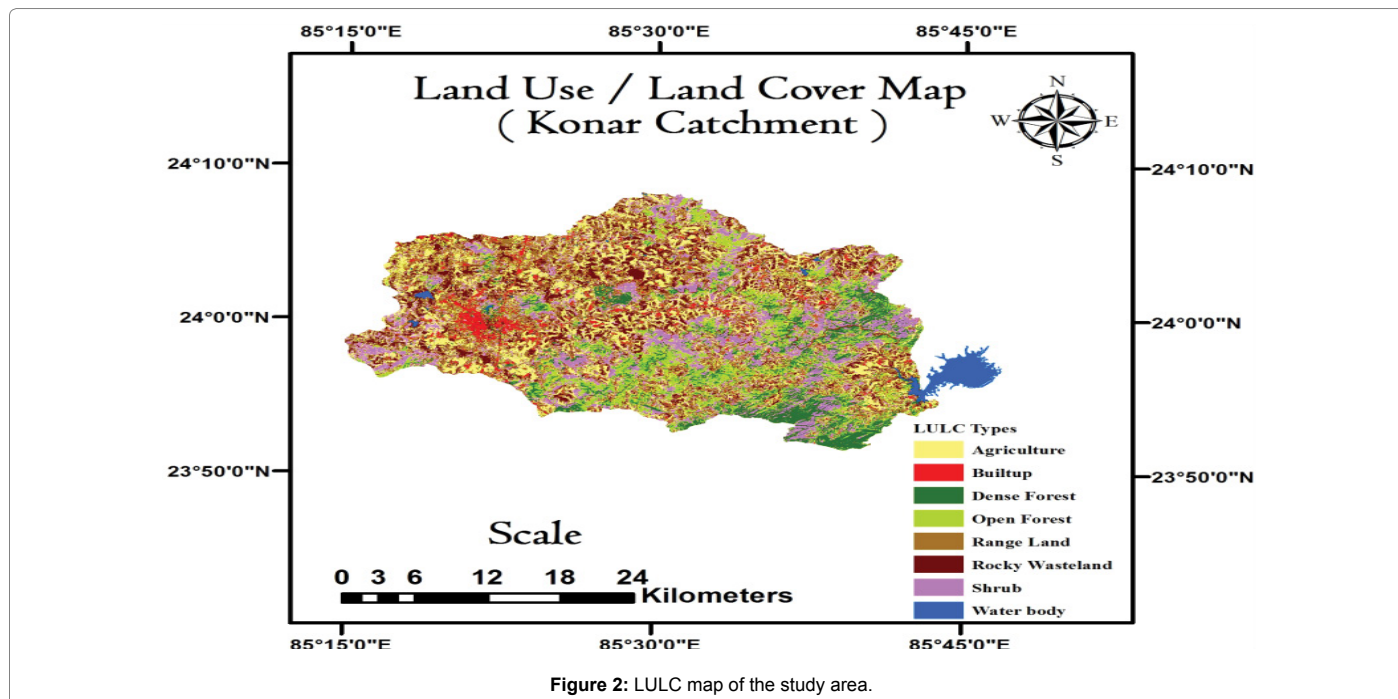 85°15'0"E 85°30'0"E 85°45'0"E
Land Use / Land Cover Map
( Konar Catchment )
N
W E
S
24°10'0"N 24°10'0"N
24°0'0"N 24°0'0"N
23°50'0"N 23°50'0"N
LULC Types
Agriculture
Builtup
Dense Forest
Open Forest
Range Land
Rocky Wasteland
Shrub
Water body
Scale
0 3 6 12 18 24
Kilometers
85°15'0"E 85°30'0"E 85°45'0"E
Figure 2: LULC map of the study area.